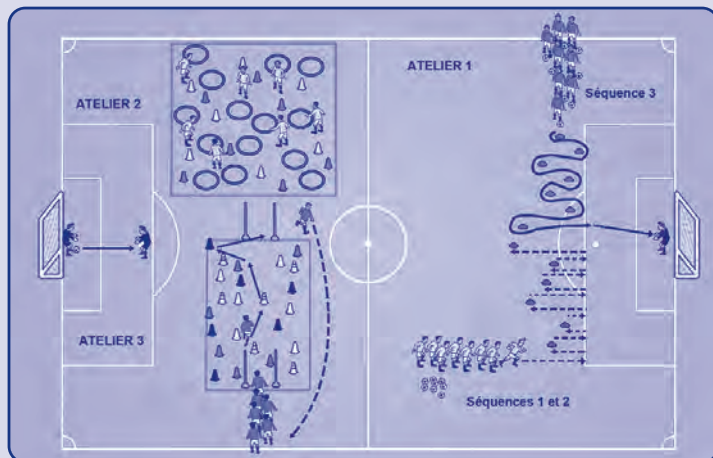 ATELIER 1
ATELIER 2
Séquence 3
ATELIER 3
Séquences 1 et 2